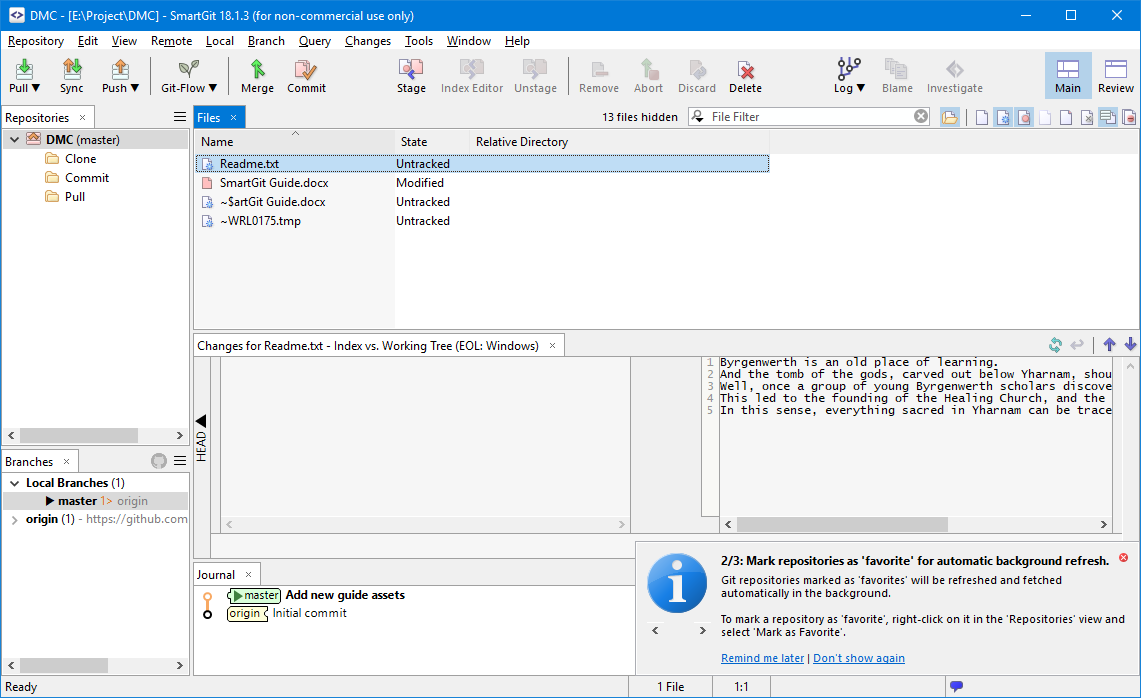 DMC - [E:\Project\DMC] - SmartGit 18.1.3 (for non-commercial use only)
Repository Edit View Remote Local Branch Query Changes Tools Window Help
Pull Sync Push Git-Flow Merge Commit Stage Index Editor Unstage Remove Abort Discard Delete Log Blame Investigate Main Review
Repositories
DMC (master)
Clone
Commit
Pull
Files
13 files hidden
File Filter
Name State Relative Directory
Readme.txt Untracked
SmartGit Guide.docx Modified
~$artGit Guide.docx Untracked
~WRL0175.tmp Untracked
Changes for Readme.txt - Index vs. Working Tree (EOL: Windows)
HEAD
1 Byrgenwerth is an old place of learning.
2 And the tomb of the gods, carved out below Yharnam, shou
3 Well, once a group of young Byrgenwerth scholars discove
4 This led to the founding of the Healing Church, and the
5 In this sense, everything sacred in Yharnam can be trace
Branches
Local Branches (1)
master 1> origin
origin (1) - https://github.com
Journal
master Add new guide assets
origin Initial commit
2/3: Mark repositories as 'favorite' for automatic background refresh.
Git repositories marked as 'favorites' will be refreshed and fetched
automatically in the background.
To mark a repository as 'favorite', right-click on it in the 'Repositories' view and
select 'Mark as Favorite'.
Remind me later | Don't show again
Ready
1 File
1:1